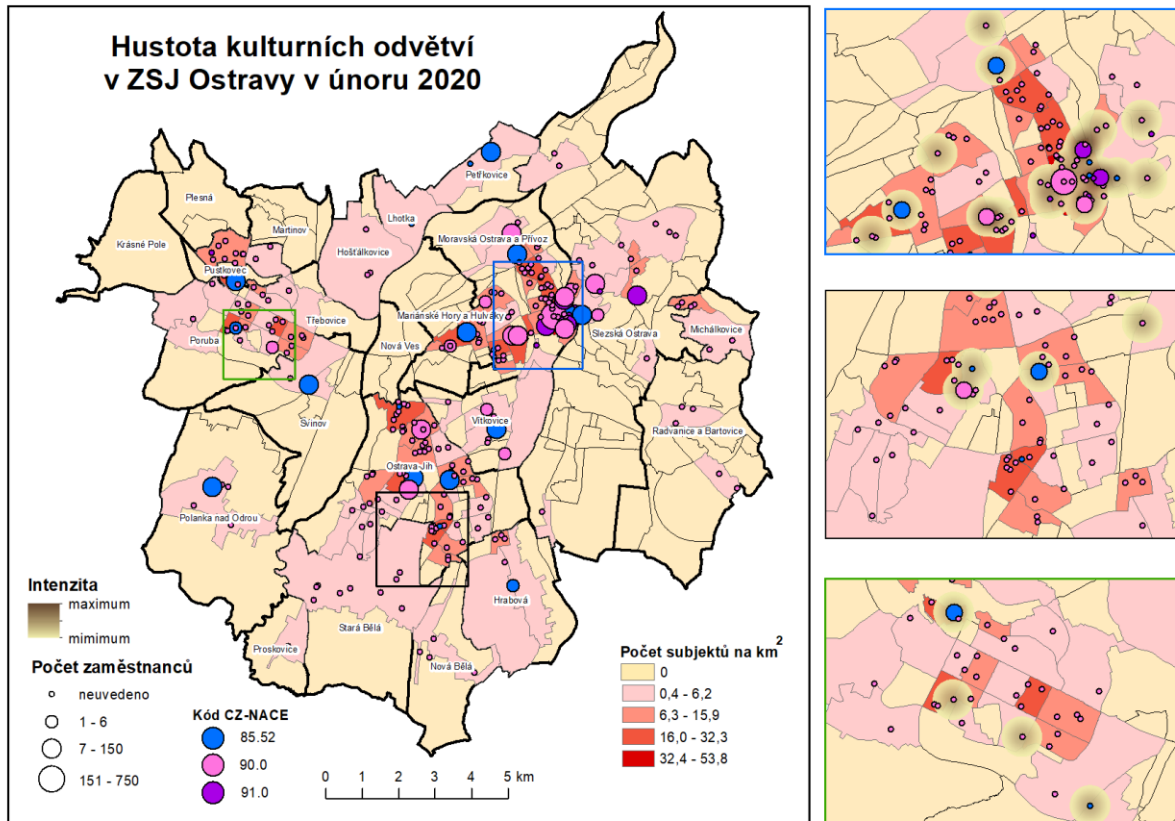 Hustota kulturních odvětví
v ZSJ Ostravy v únoru 2020
Petřkovice
Plesná
Lhotka
Martinov
Krásné Pole
Hošťálkovice
Moravská Ostrava a Přívoz
Pustkovec
Třebovice
Mariánské Hory a Hulváky
Slezská Ostrava
Michálkovice
Poruba
Nová Ves
Svinov
Vítkovice
Radvanice a Bartovice
Ostrava-Jih
Polanka nad Odrou
Hrabová
Stará Bělá
Proskovice
Nová Bělá
Intenzita
maximum
mimimum
Počet zaměstnanců
neuvedeno
1 - 6
7 - 150
151 - 750
Kód CZ-NACE
85.52
90.0
91.0
0 1 2 3 4 5 km
Počet subjektů na km2
0
0,4 - 6,2
6,3 - 15,9
16,0 - 32,3
32,4 - 53,8